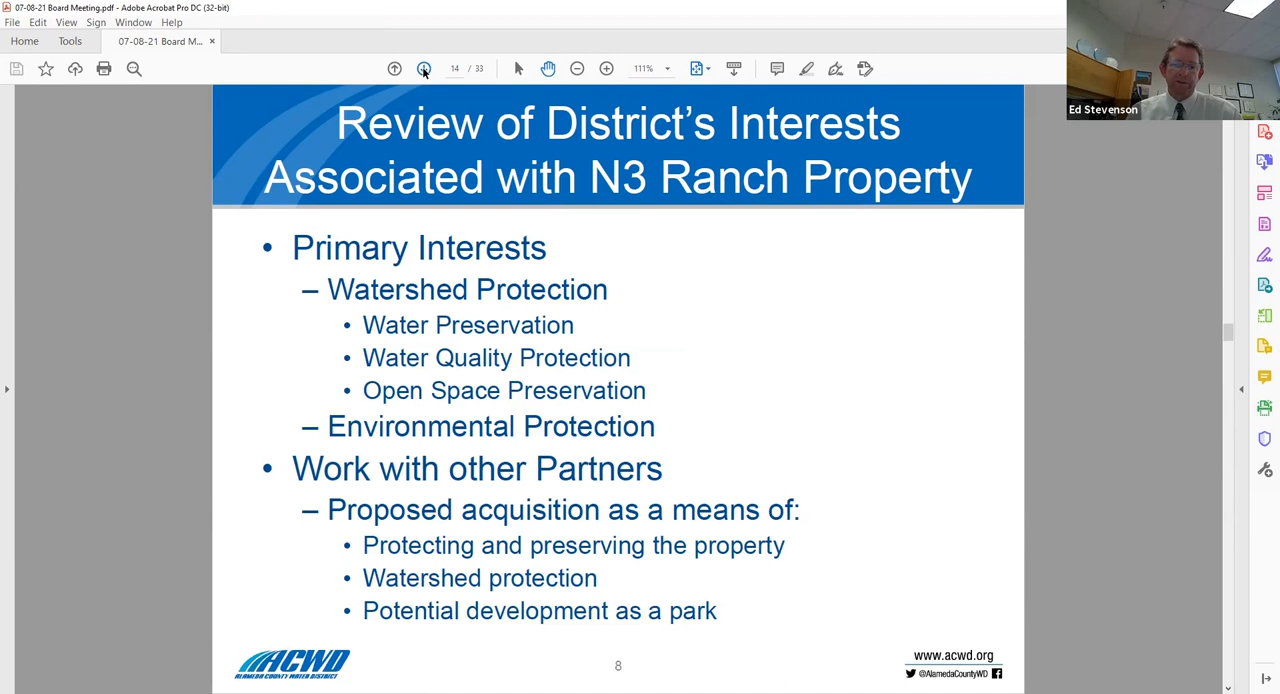 07-08-21 Board Meeting.pdf - Adobe Acrobat Pro DC (32-bit)
File Edit View Sign Window Help
Home Tools 07-08-21 Board M... ×
14 / 33 111%
Ed Stevenson
Review of District's Interests
Associated with N3 Ranch Property
• Primary Interests
– Watershed Protection
• Water Preservation
• Water Quality Protection
• Open Space Preservation
– Environmental Protection
• Work with other Partners
– Proposed acquisition as a means of:
• Protecting and preserving the property
• Watershed protection
• Potential development as a park
ACWD
ALAMEDA COUNTY WATER DISTRICT
8
www.acwd.org
@AlamedaCountyWD